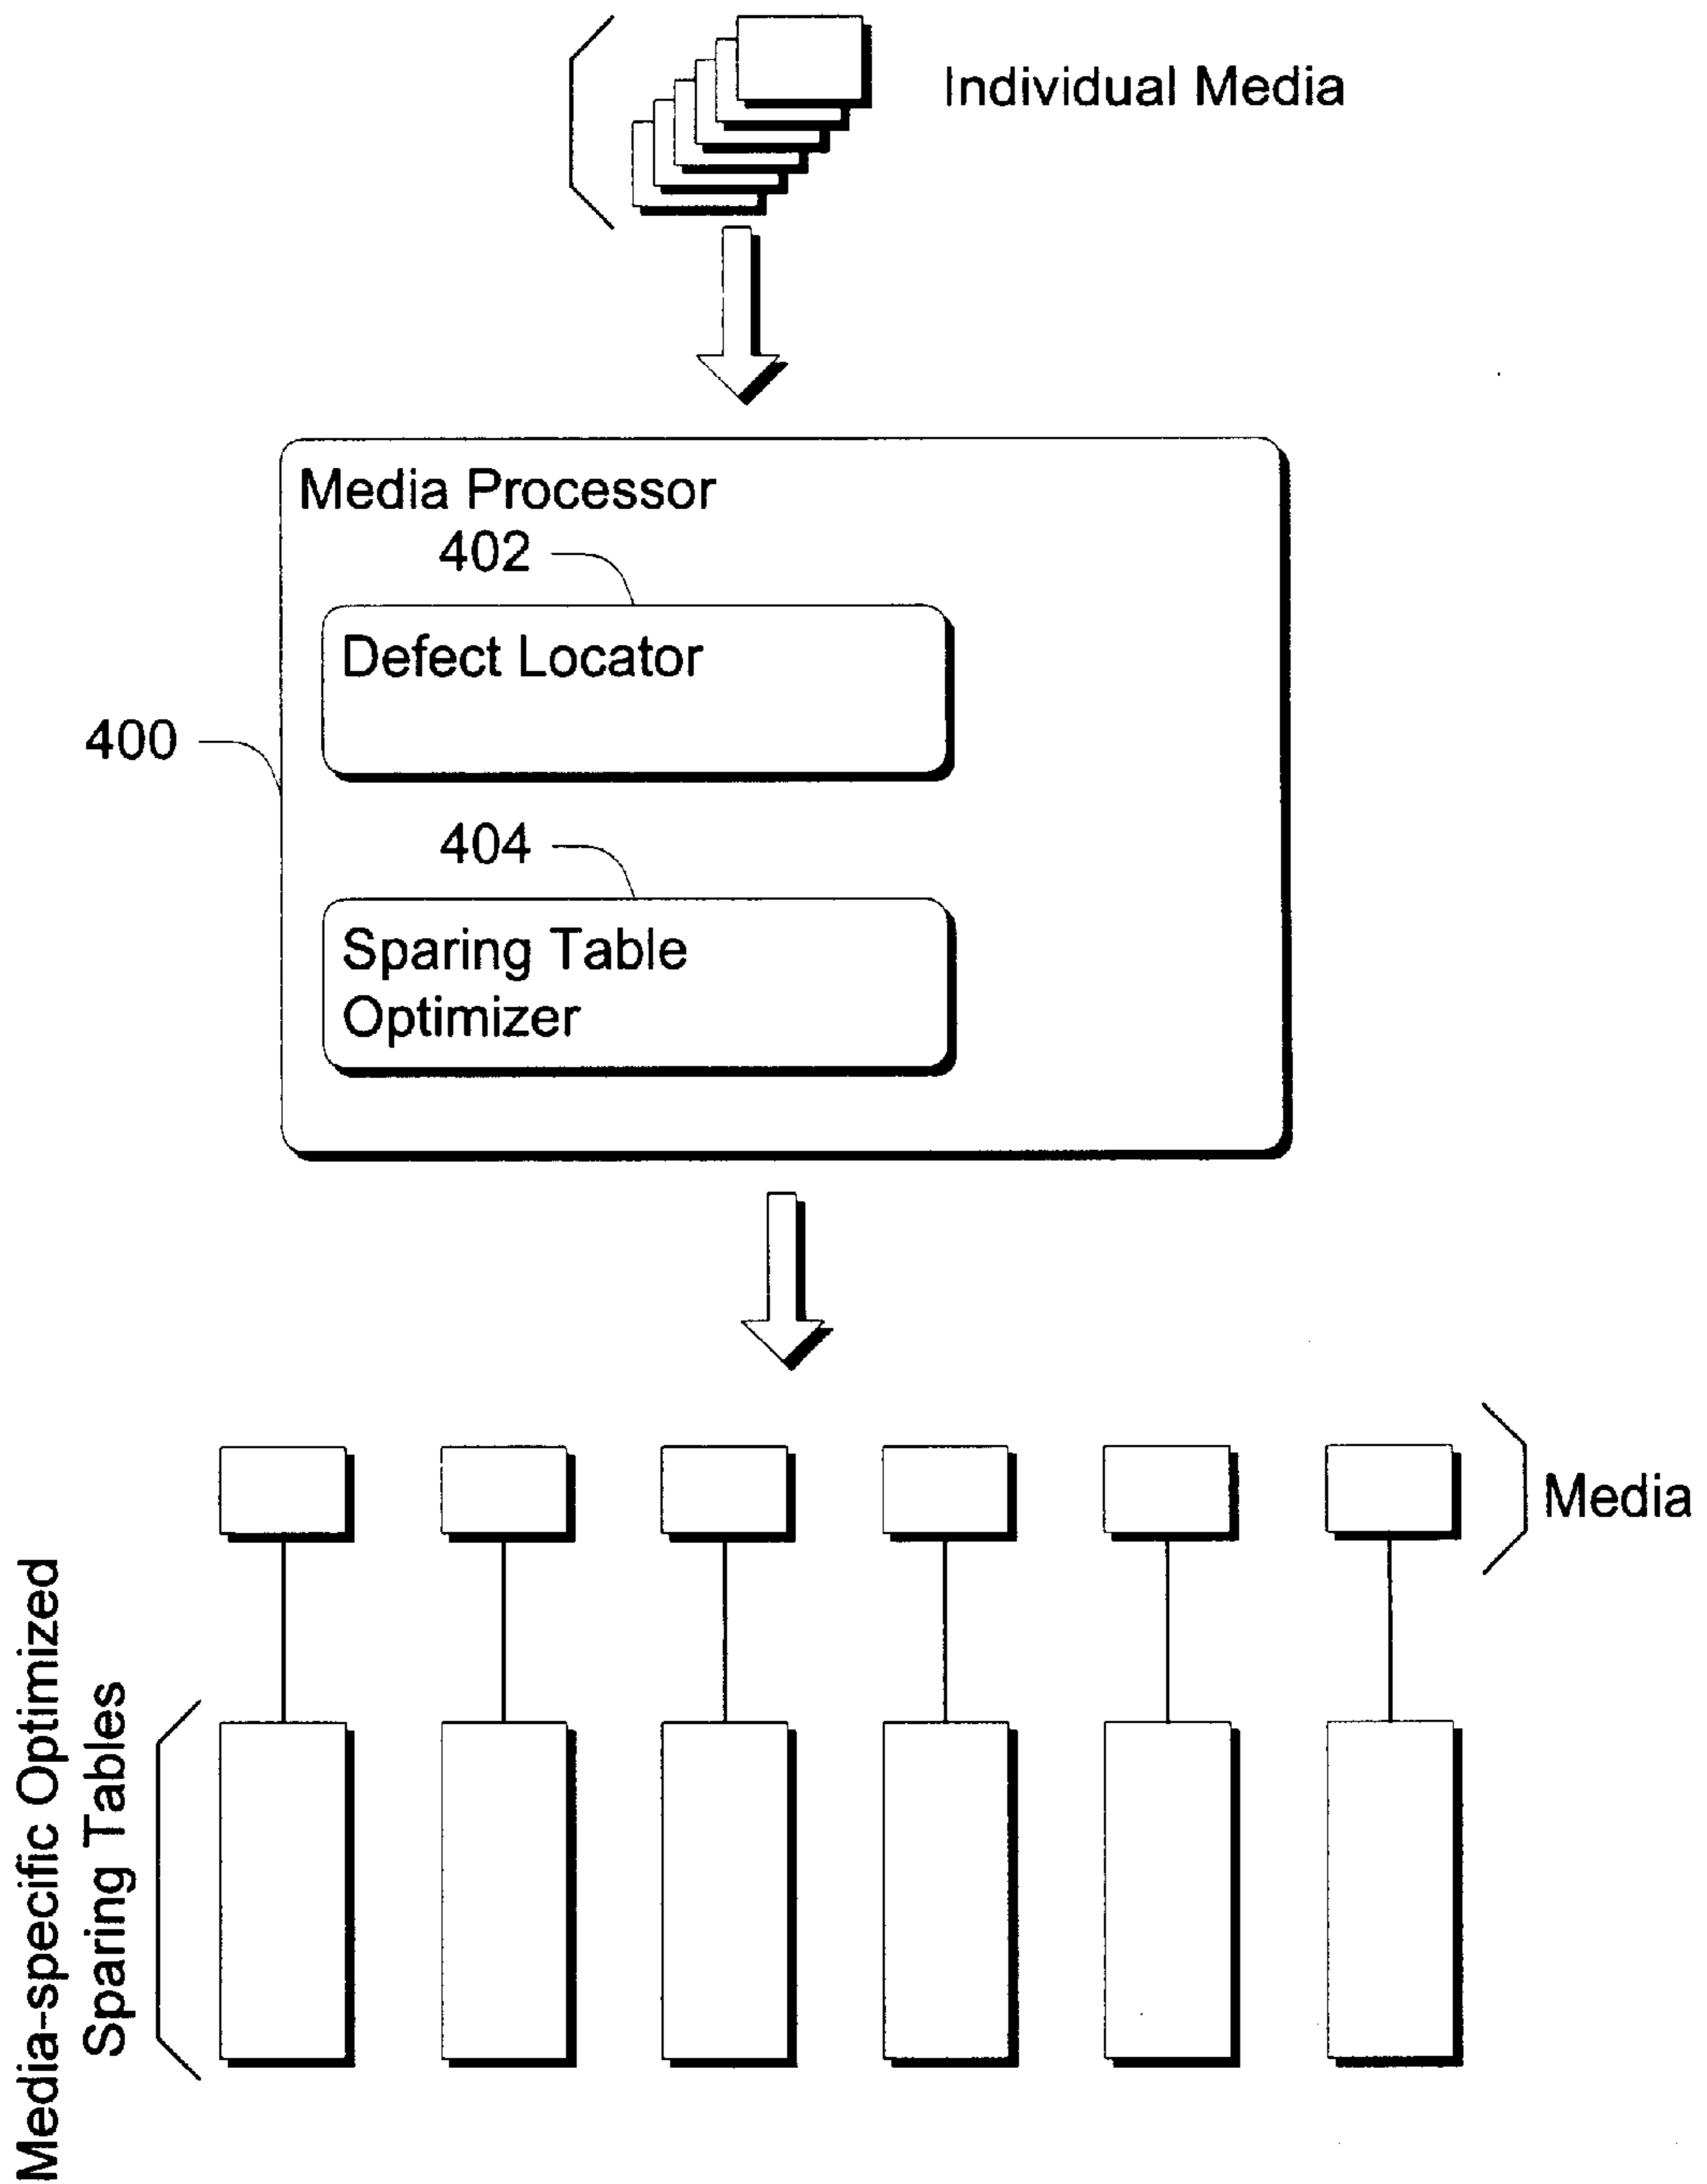 Individual Media
Media Processor
402
Defect Locator
400
404
Sparing Table
Optimizer
Media
Media-specific Optimized
Sparing Tables